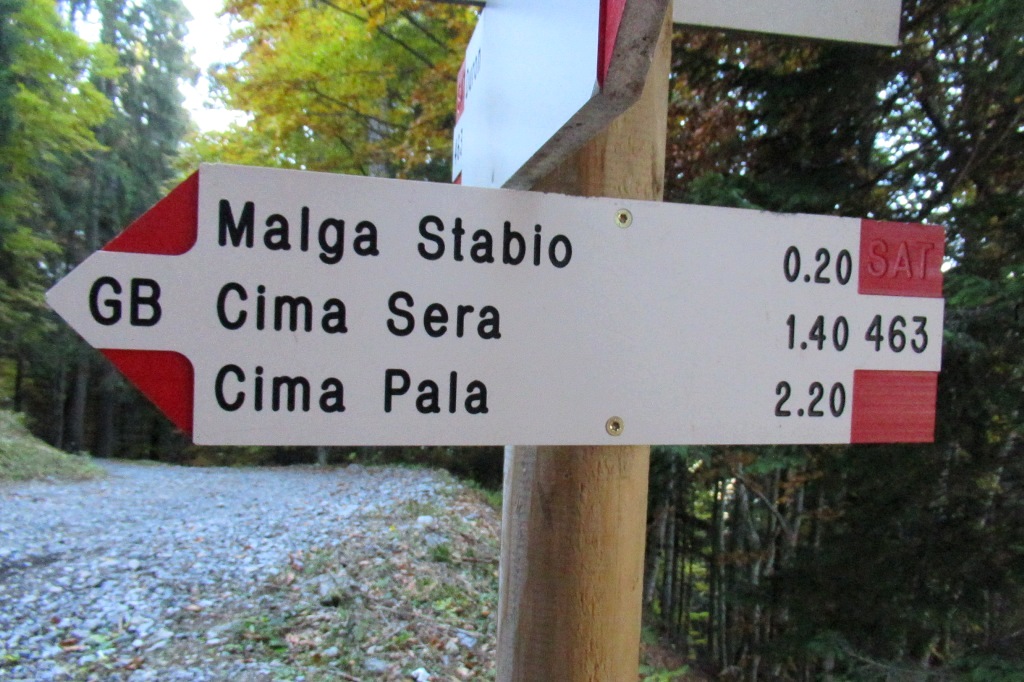 Malga Stabio 0.20 SAT
GB Cima Sera 1.40 463
Cima Pala 2.20